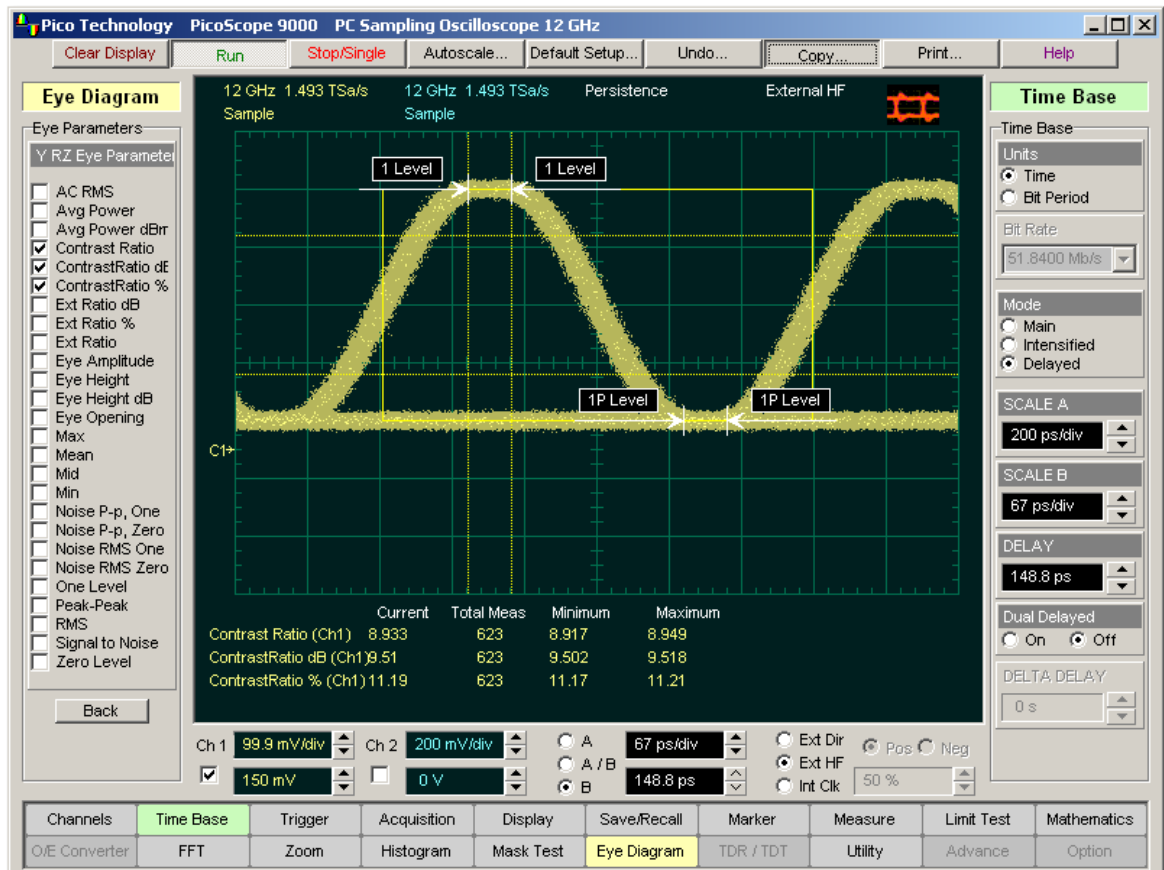 Pico Technology PicoScope 9000 PC Sampling Oscilloscope 12 GHz
Clear Display Run Stop/Single Autoscale... Default Setup... Undo... Copy... Print... Help
Eye Diagram
Eye Parameters
Y RZ Eye Parameter
AC RMS
Avg Power
Avg Power dBm
Contrast Ratio
ContrastRatio dB
ContrastRatio %
Ext Ratio dB
Ext Ratio %
Ext Ratio
Eye Amplitude
Eye Height
Eye Height dB
Eye Opening
Max
Mean
Mid
Min
Noise P-p, One
Noise P-p, Zero
Noise RMS One
Noise RMS Zero
One Level
Peak-Peak
RMS
Signal to Noise
Zero Level
Back
12 GHz 1.493 TSa/s 12 GHz 1.493 TSa/s Persistence External HF
Sample Sample
1 Level 1 Level
1P Level 1P Level
C1
Current Total Meas Minimum Maximum
Contrast Ratio (Ch1) 8.933 623 8.917 8.949
ContrastRatio dB (Ch1) 9.51 623 9.502 9.518
ContrastRatio % (Ch1) 11.19 623 11.17 11.21
Time Base
Time Base
Units
Time
Bit Period
Bit Rate
51.8400 Mb/s
Mode
Main
Intensified
Delayed
SCALE A
200 ps/div
SCALE B
67 ps/div
DELAY
148.8 ps
Dual Delayed
On Off
DELTA DELAY
0 s
Ch 1 99.9 mV/div Ch 2 200 mV/div A 67 ps/div Ext Dir Pos Neg
A / B Ext HF
150 mV 0 V B 148.8 ps Int Clk 50 %
Channels Time Base Trigger Acquisition Display Save/Recall Marker Measure Limit Test Mathematics
O/E Converter FFT Zoom Histogram Mask Test Eye Diagram TDR / TDT Utility Advance Option